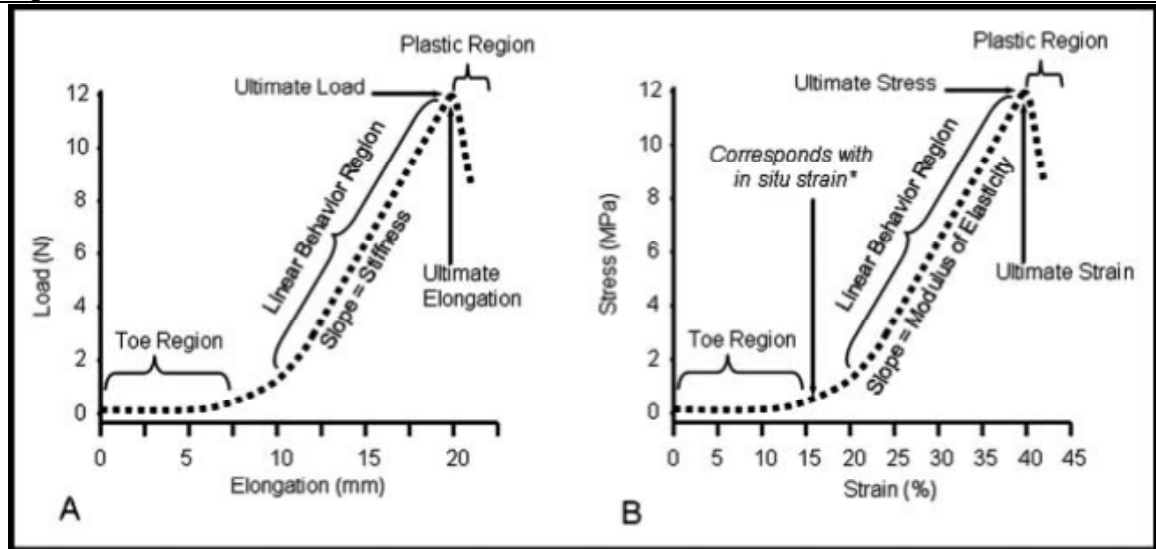 Plastic Region
Ultimate Load
12
10
8
6
4
2
0
Load (N)
Linear Behavior Region
Slope = Stiffness
Ultimate
Elongation
Toe Region
0 5 10 15 20
Elongation (mm)
A
Plastic Region
Ultimate Stress
12
10
8
6
4
2
0
Stress (MPa)
Corresponds with
in situ strain*
Linear Behavior Region
Slope = Modulus of Elasticity
Ultimate Strain
Toe Region
0 5 10 15 20 25 30 35 40 45
Strain (%)
B